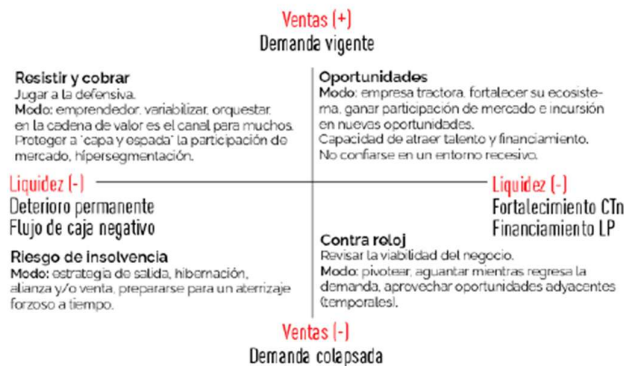 Ventas (+)
Demanda vigente
Resistir y cobrar
Jugar a la defensiva.
Modo: emprendedor, variabilizar, orquestar,
en la cadena de valor es el canal para muchos.
Proteger a "capa y espada" la participación de
mercado, hipersegmentación.
Oportunidades
Modo: empresa tractora, fortalecer su ecosiste-
ma, ganar participación de mercado e incursión
en nuevas oportunidades.
Capacidad de atraer talento y financiamiento.
No confiarse en un entorno recesivo.
Liquidez (-)
Deterioro permanente
Flujo de caja negativo
Liquidez (-)
Fortalecimiento CTn
Financiamiento LP
Riesgo de insolvencia
Modo: estrategia de salida, hibernación,
alianza y/o venta, prepararse para un aterrizaje
forzoso a tiempo.
Contra reloj
Revisar la viabilidad del negocio.
Modo: pivotear, aguantar mientras regresa la
demanda, aprovechar oportunidades adyacentes
(temporales).
Ventas (-)
Demanda colapsada